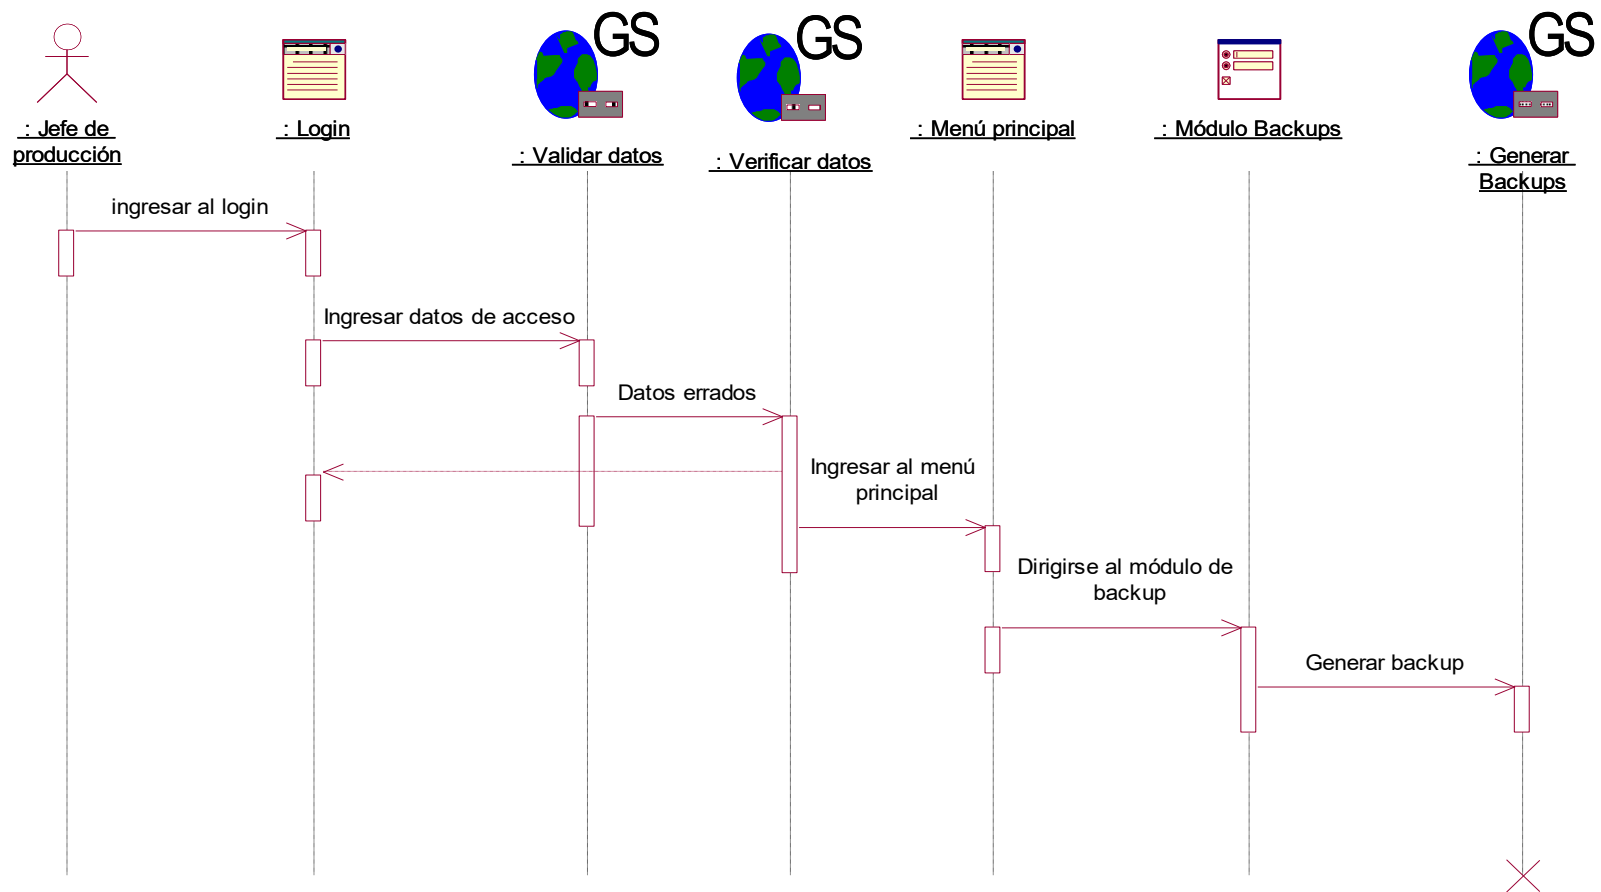 GS
GS
GS
: Jefe de
producción
: Login
: Validar datos
: Verificar datos
: Menú principal
: Módulo Backups
: Generar
Backups
ingresar al login
Ingresar datos de acceso
Datos errados
Ingresar al menú
principal
Dirigirse al módulo de
backup
Generar backup